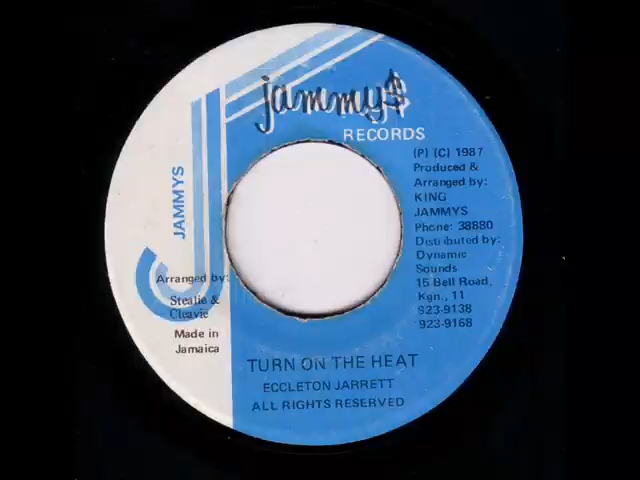 jammy$
RECORDS
JAMMYS
(P) (C) 1987
Produced &
Arranged by:
KING
JAMMYS
Phone: 38880
Distributed by:
Dynamic
Sounds
15 Bell Road,
Kgn., 11
923-9138
923-9168
Arranged by:
Steelie &
Cleavie
Made in
Jamaica
TURN ON THE HEAT
ECCLETON JARRETT
ALL RIGHTS RESERVED